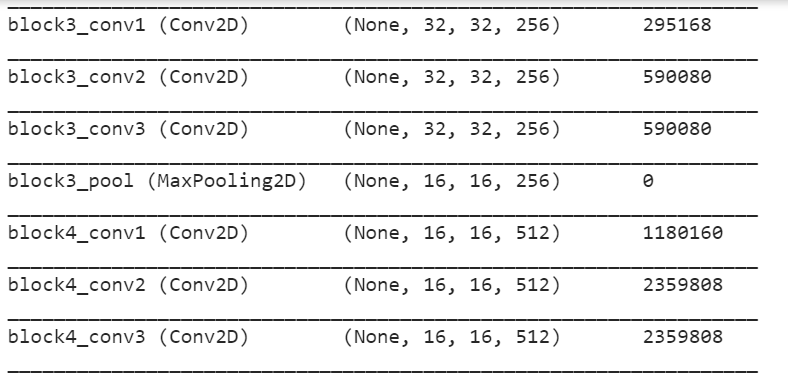 block3_conv1 (Conv2D) (None, 32, 32, 256) 295168
block3_conv2 (Conv2D) (None, 32, 32, 256) 590080
block3_conv3 (Conv2D) (None, 32, 32, 256) 590080
block3_pool (MaxPooling2D) (None, 16, 16, 256) 0
block4_conv1 (Conv2D) (None, 16, 16, 512) 1180160
block4_conv2 (Conv2D) (None, 16, 16, 512) 2359808
block4_conv3 (Conv2D) (None, 16, 16, 512) 2359808